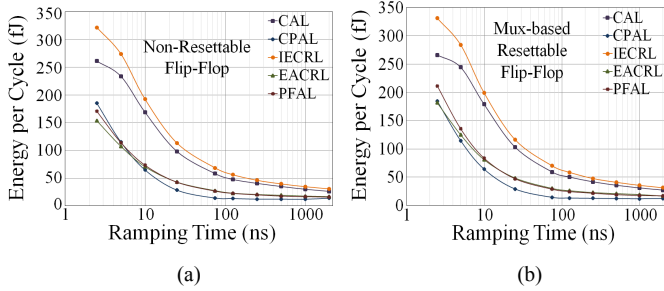 350
300
250
200
150
100
50
0
Energy per Cycle (fJ)
Non-Resettable
Flip-Flop
CAL
CPAL
IECRL
EACRL
PFAL
1
10
100
1000
Ramping Time (ns)
(a)
350
300
250
200
150
100
50
0
Energy per Cycle (fJ)
Mux-based
Resettable
Flip-Flop
CAL
CPAL
IECRL
EACRL
PFAL
1
10
100
1000
Ramping Time (ns)
(b)